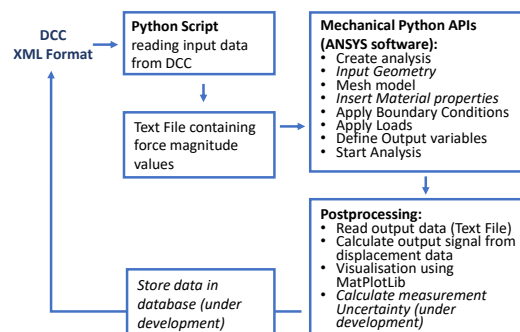 DCC
XML Format
Python Script
reading input data
from DCC
Text File containing
force magnitude
values
Mechanical Python APIs
(ANSYS software):
• Create analysis
• Input Geometry
• Mesh model
• Insert Material properties
• Apply Boundary Conditions
• Apply Loads
• Define Output variables
• Start Analysis
Postprocessing:
• Read output data (Text File)
• Calculate output signal from
displacement data
• Visualisation using
MatPlotLib
• Calculate measurement
Uncertainty (under
development)
Store data in
database (under
development)